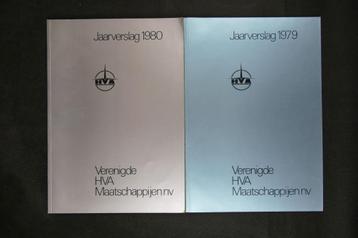 Jaarverslag 1980
HVA
Verenigde
HVA
Maatschappijen nv
Jaarverslag 1979
HVA
Verenigde
HVA
Maatschappijen nv